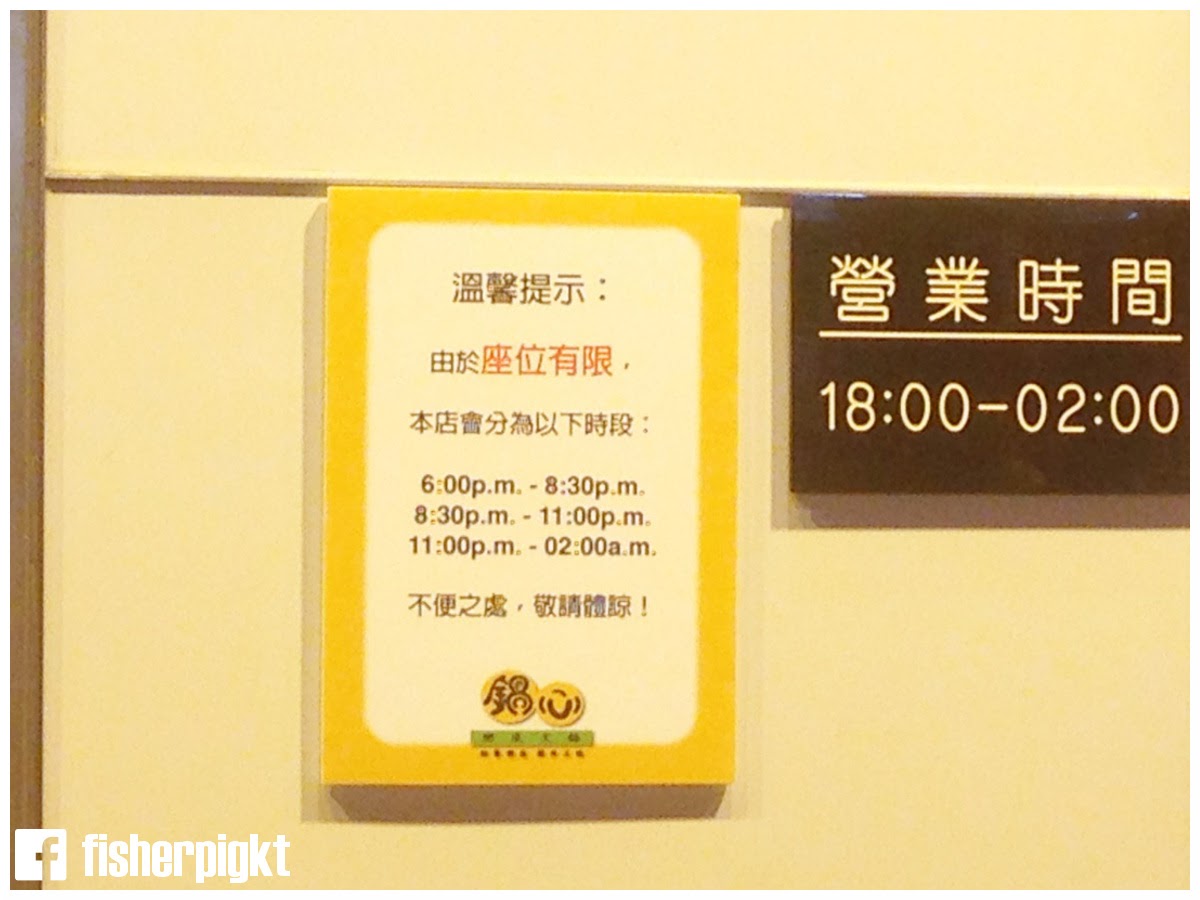 溫馨提示：
由於座位有限，
本店會分為以下時段：
6:00p.m. - 8:30p.m.
8:30p.m. - 11:00p.m.
11:00p.m. - 02:00a.m.
不便之處，敬請體諒！
鍋心
營業時間
18:00-02:00
fisherpigkt